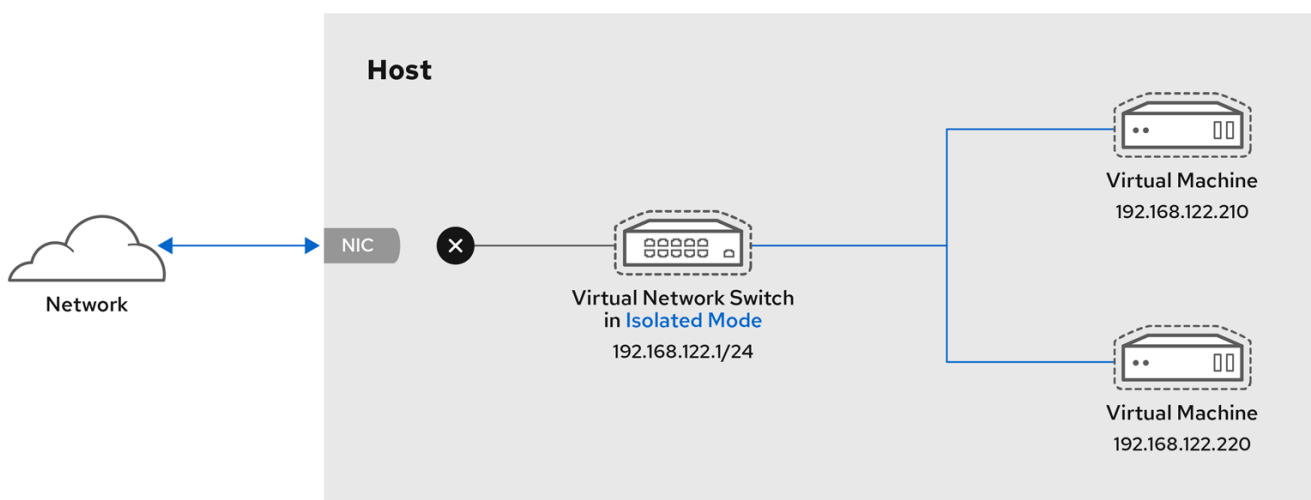 Host
Network
NIC
Virtual Network Switch
in Isolated Mode
192.168.122.1/24
Virtual Machine
192.168.122.210
Virtual Machine
192.168.122.220